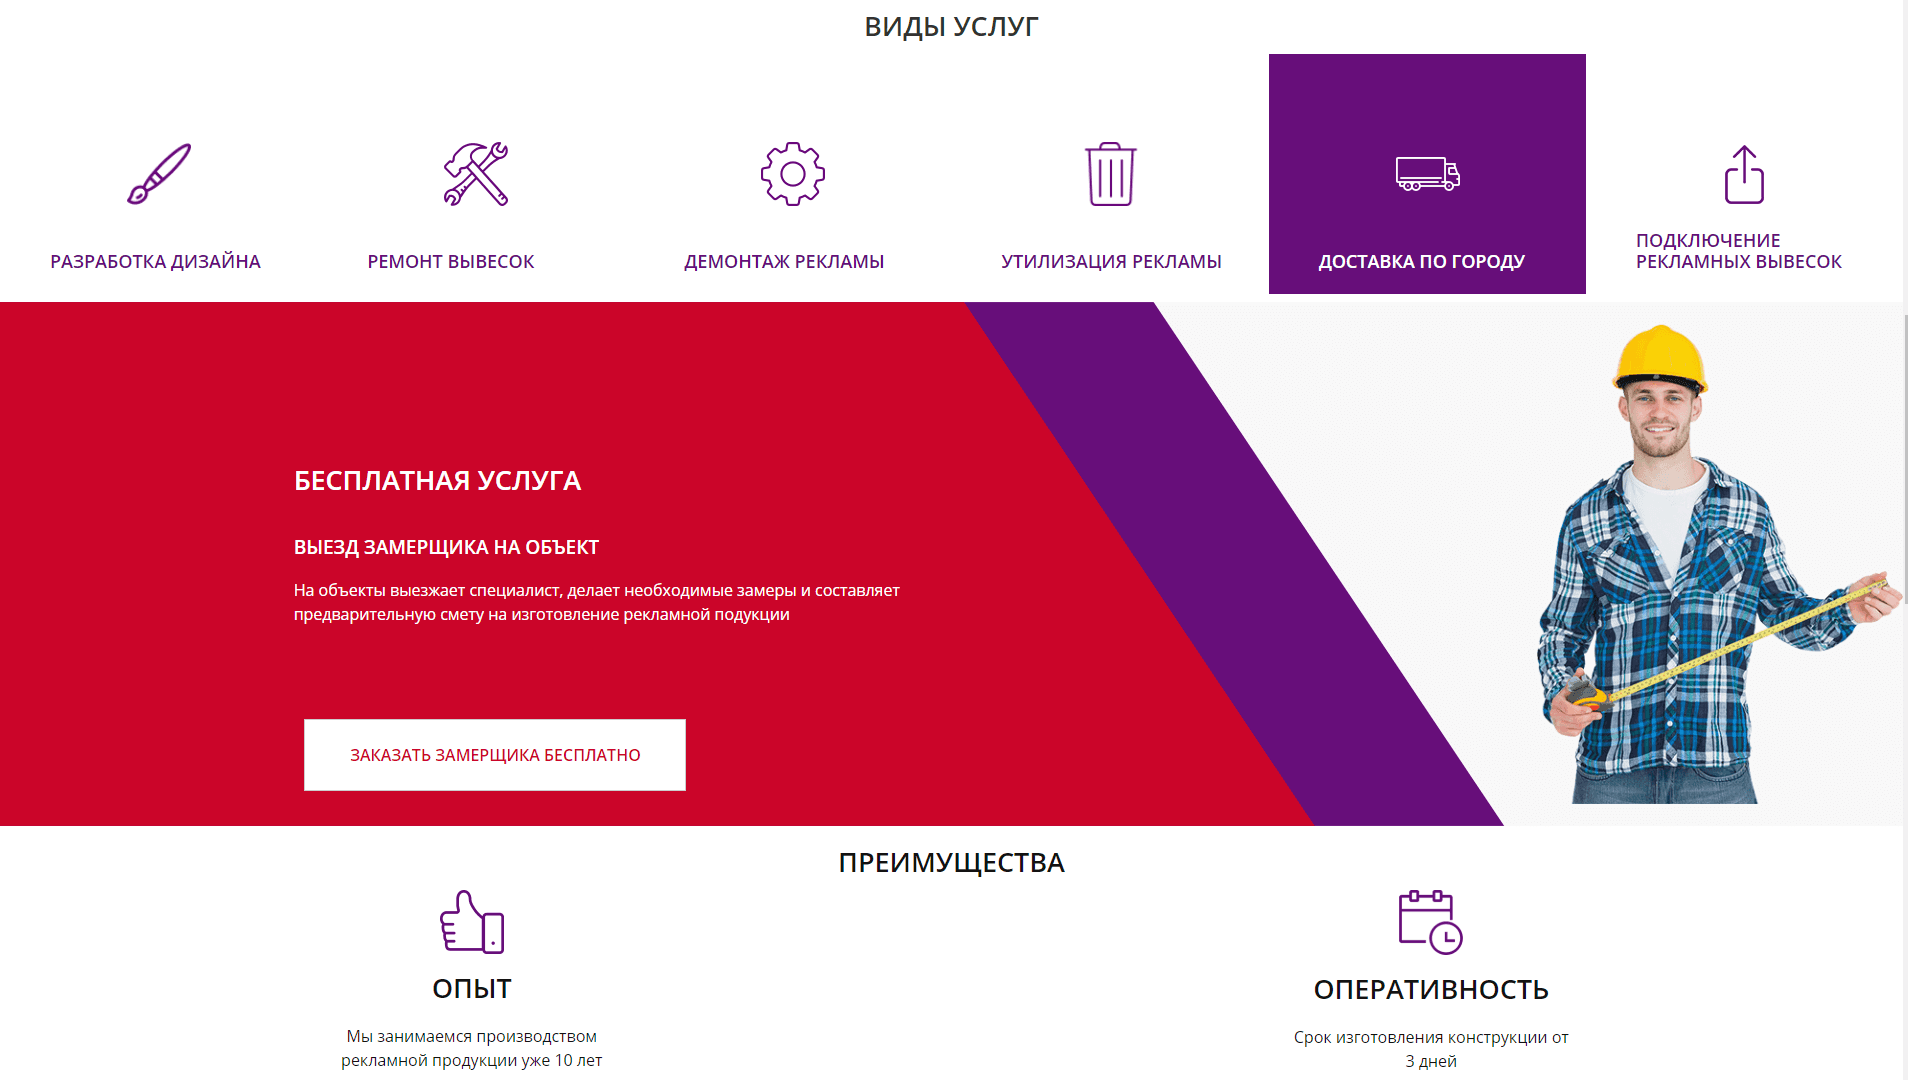 ВИДЫ УСЛУГ
РАЗРАБОТКА ДИЗАЙНА
РЕМОНТ ВЫВЕСОК
ДЕМОНТАЖ РЕКЛАМЫ
УТИЛИЗАЦИЯ РЕКЛАМЫ
ДОСТАВКА ПО ГОРОДУ
ПОДКЛЮЧЕНИЕ
РЕКЛАМНЫХ ВЫВЕСОК
БЕСПЛАТНАЯ УСЛУГА
ВЫЕЗД ЗАМЕРЩИКА НА ОБЪЕКТ
На объекты выезжает специалист, делает необходимые замеры и составляет
предварительную смету на изготовление рекламной подукции
ЗАКАЗАТЬ ЗАМЕРЩИКА БЕСПЛАТНО
ПРЕИМУЩЕСТВА
ОПЫТ
Мы занимаемся производством
рекламной продукции уже 10 лет
ОПЕРАТИВНОСТЬ
Срок изготовления конструкции от
3 дней